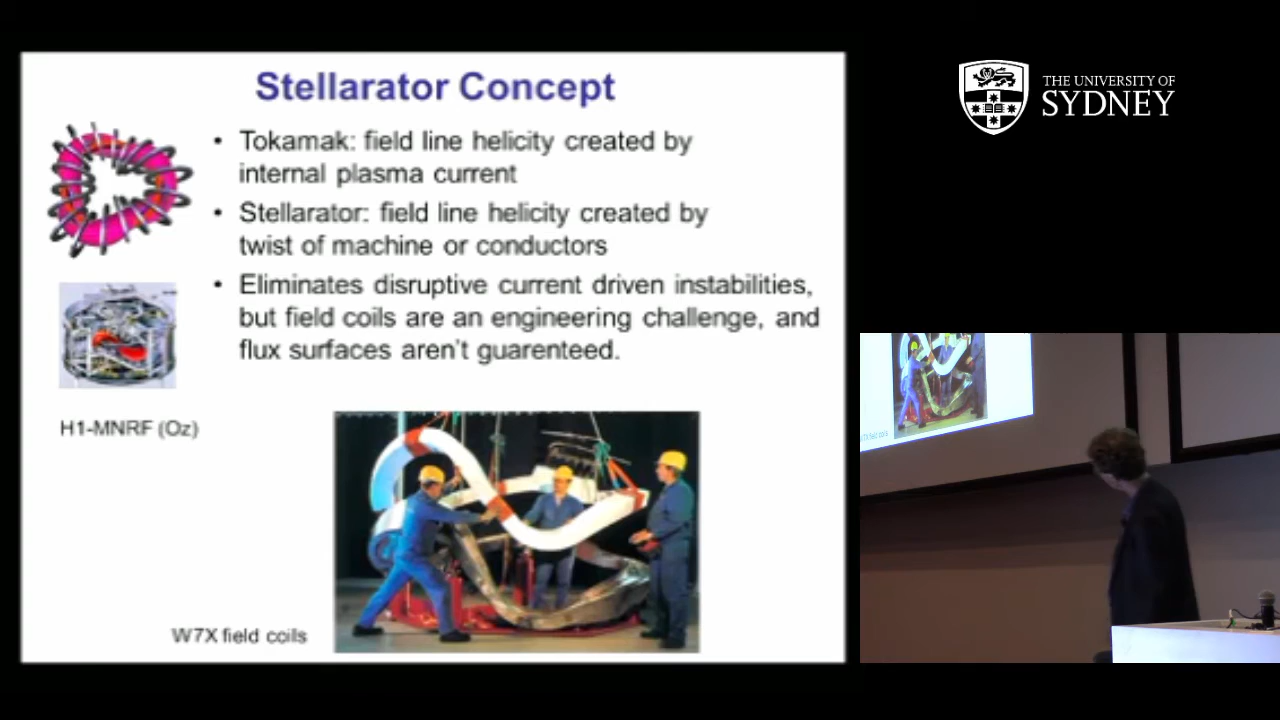 Stellarator Concept
• Tokamak: field line helicity created by
internal plasma current
• Stellarator: field line helicity created by
twist of machine or conductors
• Eliminates disruptive current driven instabilities,
but field coils are an engineering challenge, and
flux surfaces aren't guarenteed.
H1-MNRF (Oz)
W7X field coils
THE UNIVERSITY OF
SYDNEY